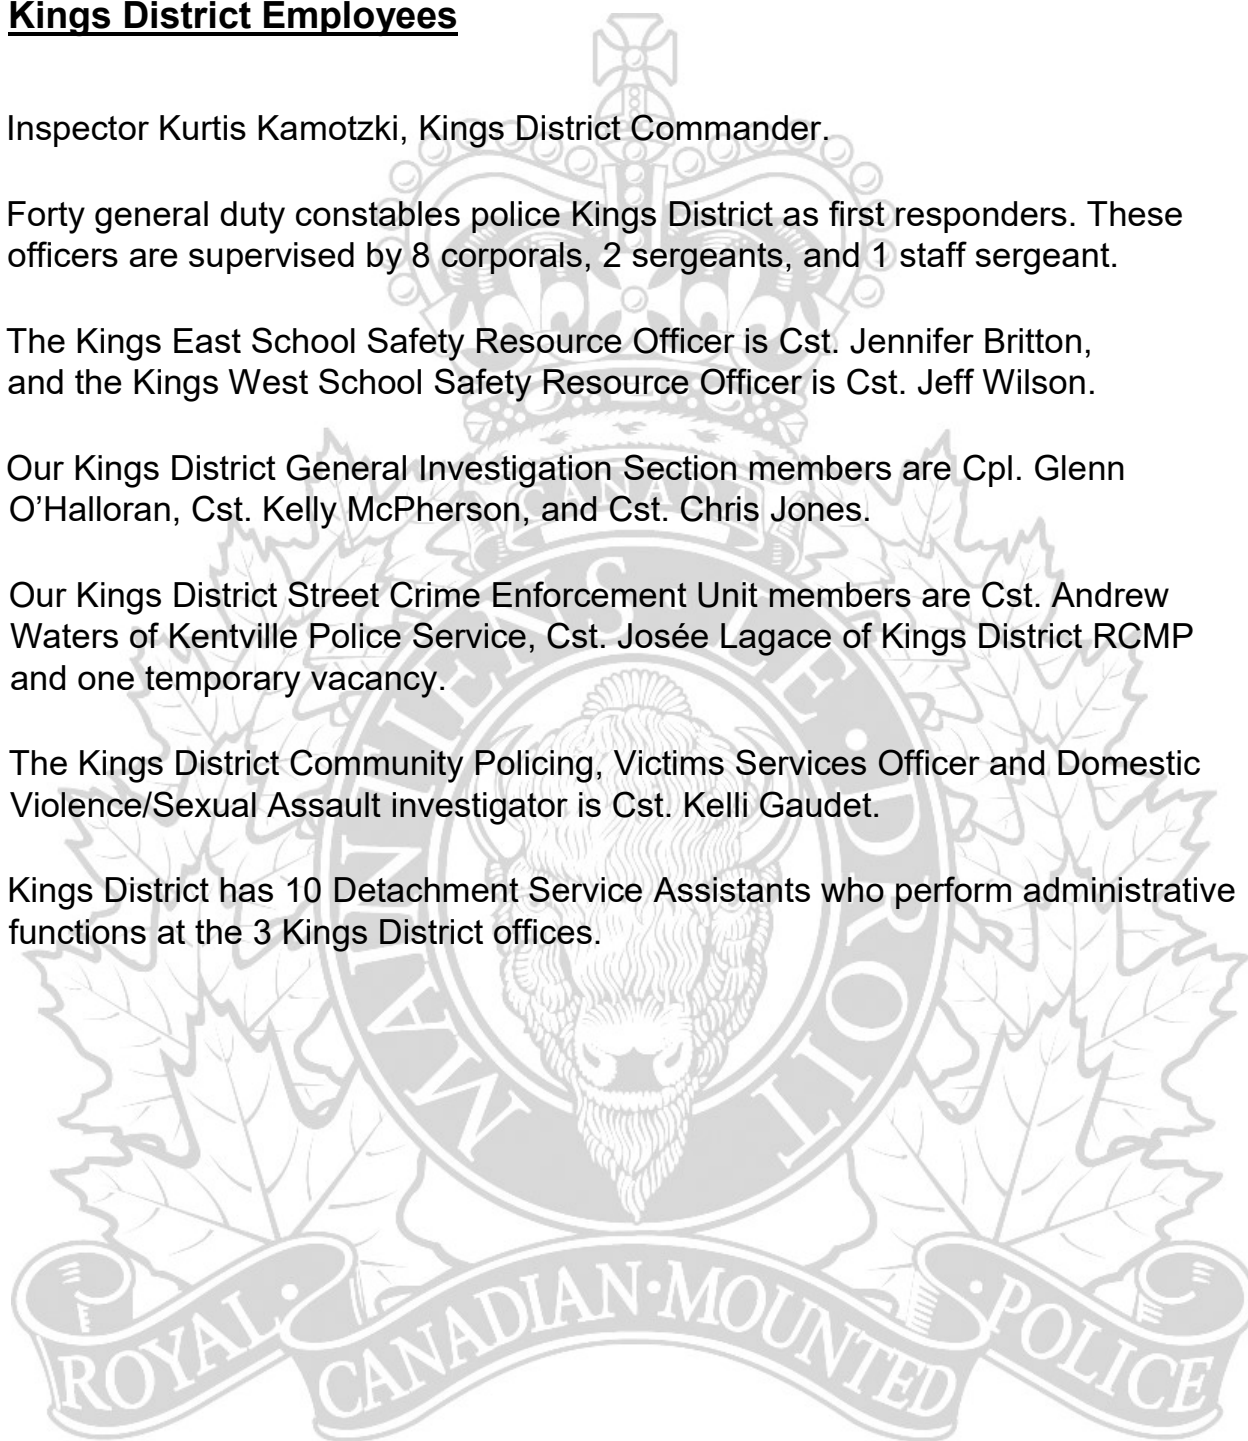 Kings District Employees
Inspector Kurtis Kamotzki, Kings District Commander.
Forty general duty constables police Kings District as first responders. These
officers are supervised by 8 corporals, 2 sergeants, and 1 staff sergeant.
The Kings East School Safety Resource Officer is Cst. Jennifer Britton,
and the Kings West School Safety Resource Officer is Cst. Jeff Wilson.
Our Kings District General Investigation Section members are Cpl. Glenn
O’Halloran, Cst. Kelly McPherson, and Cst. Chris Jones.
Our Kings District Street Crime Enforcement Unit members are Cst. Andrew
Waters of Kentville Police Service, Cst. Josée Lagace of Kings District RCMP
and one temporary vacancy.
The Kings District Community Policing, Victims Services Officer and Domestic
Violence/Sexual Assault investigator is Cst. Kelli Gaudet.
Kings District has 10 Detachment Service Assistants who perform administrative
functions at the 3 Kings District offices.
CANADA
MAINTIENS LE DROIT
ROYAL · CANADIAN · MOUNTED · POLICE